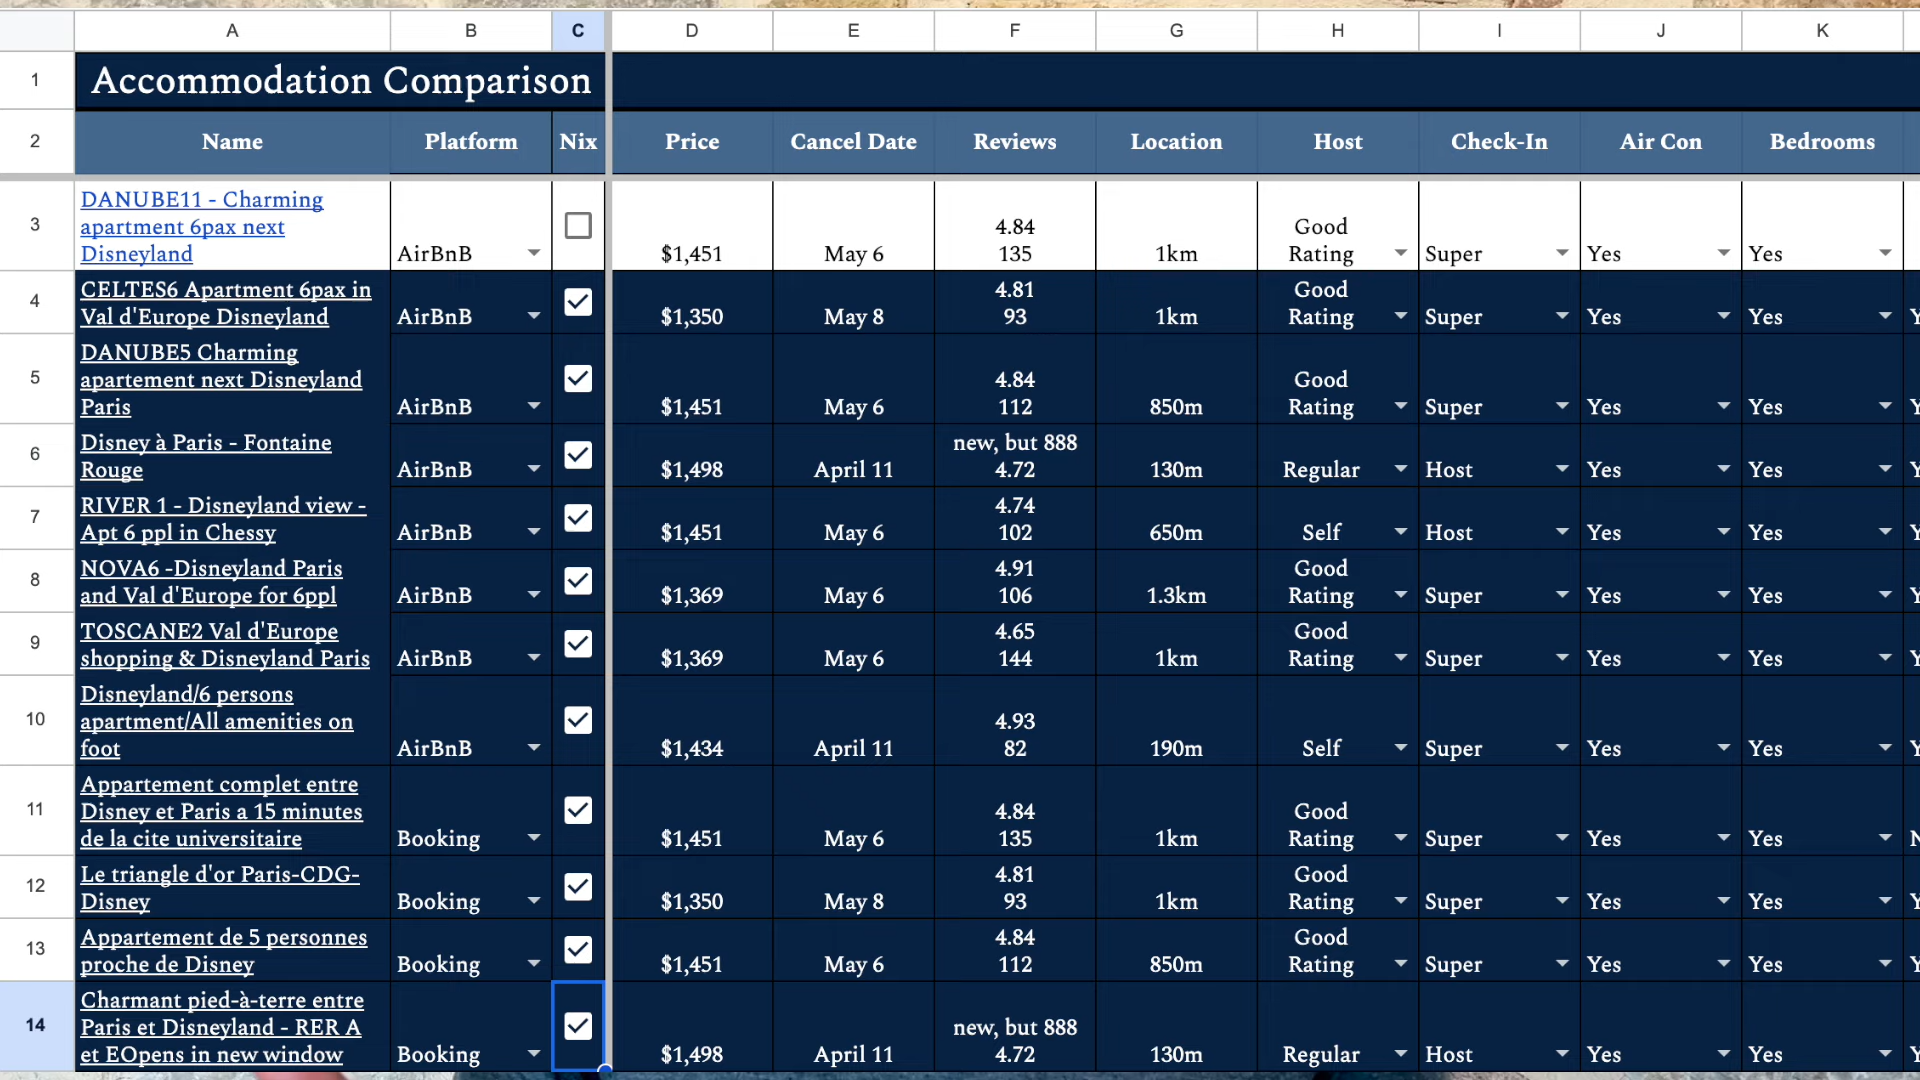 A B C D E F G H I J K
1 Accommodation Comparison
2 Name Platform Nix Price Cancel Date Reviews Location Host Check-In Air Con Bedrooms
DANUBE11 - Charming
apartment 6pax next
Disneyland
3 AirBnB $1,451 May 6 4.84 135 1km Good Rating Super Yes Yes
CELTES6 Apartment 6pax in
Val d'Europe Disneyland
4 AirBnB $1,350 May 8 4.81 93 1km Good Rating Super Yes Yes Y
DANUBE5 Charming
apartement next Disneyland
Paris
5 AirBnB $1,451 May 6 4.84 112 850m Good Rating Super Yes Yes Y
Disney à Paris - Fontaine
Rouge
6 AirBnB $1,498 April 11 new, but 888 4.72 130m Regular Host Yes Yes Y
RIVER 1 - Disneyland view -
Apt 6 ppl in Chessy
7 AirBnB $1,451 May 6 4.74 102 650m Self Host Yes Yes Y
NOVA6 -Disneyland Paris
and Val d'Europe for 6ppl
8 AirBnB $1,369 May 6 4.91 106 1.3km Good Rating Super Yes Yes Y
TOSCANE2 Val d'Europe
shopping & Disneyland Paris
9 AirBnB $1,369 May 6 4.65 144 1km Good Rating Super Yes Yes Y
Disneyland/6 persons
apartment/All amenities on
foot
10 AirBnB $1,434 April 11 4.93 82 190m Self Super Yes Yes Y
Appartement complet entre
Disney et Paris a 15 minutes
de la cite universitaire
11 Booking $1,451 May 6 4.84 135 1km Good Rating Super Yes Yes N
Le triangle d'or Paris-CDG-
Disney
12 Booking $1,350 May 8 4.81 93 1km Good Rating Super Yes Yes Y
Appartement de 5 personnes
proche de Disney
13 Booking $1,451 May 6 4.84 112 850m Good Rating Super Yes Yes Y
Charmant pied-à-terre entre
Paris et Disneyland - RER A
et EOpens in new window
14 Booking $1,498 April 11 new, but 888 4.72 130m Regular Host Yes Yes Y